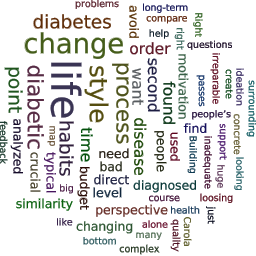 problems
long-term
compare
Right
diabetes
avoid
change
order
right
questions
life
style
process
point
diabetic
want
second
found
motivation
passes
irreparable
create
ideation
surrounding
people
people's
habits
time
disease
used
find
Building
inadequate
support
huge
concrete
looking
feedback
analyzed
crucial
map
typical
big
budget
need
help
bad
direct
diagnosed
level
similarity
perspective
course
health
loosing
just
like
changing
alone
quality
Carola
many
bottom
complex